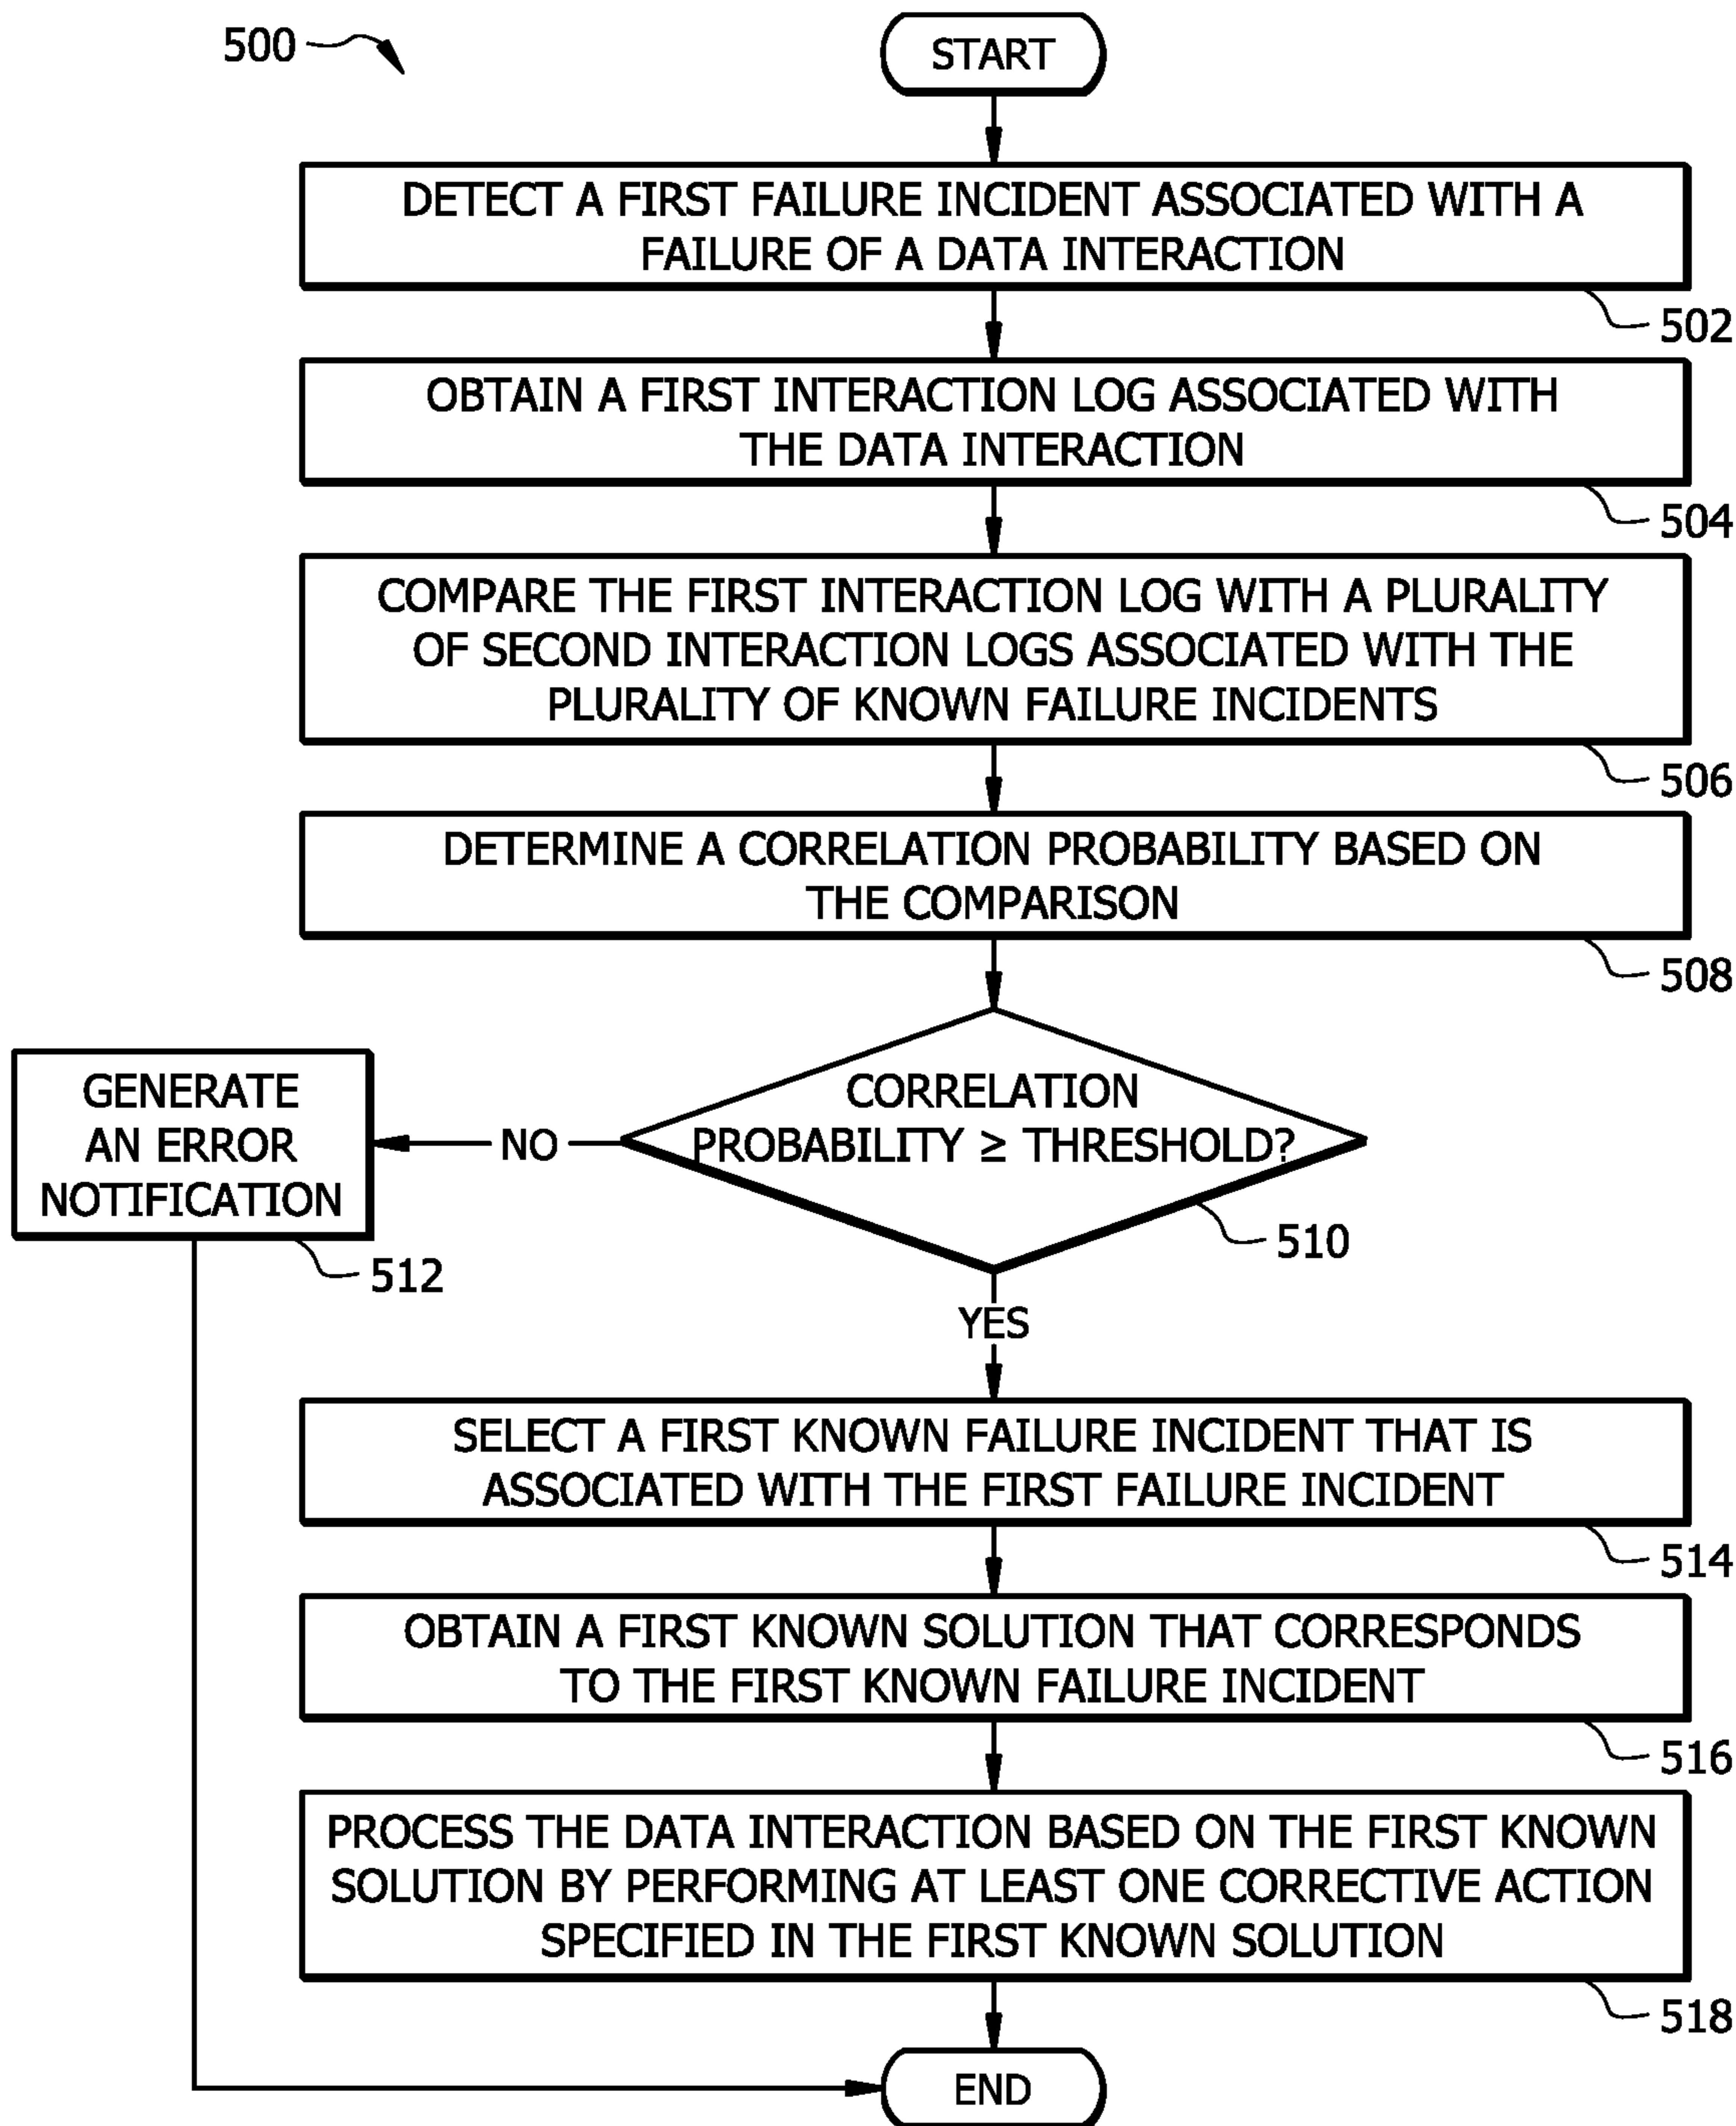 500
START
DETECT A FIRST FAILURE INCIDENT ASSOCIATED WITH A
FAILURE OF A DATA INTERACTION
502
OBTAIN A FIRST INTERACTION LOG ASSOCIATED WITH
THE DATA INTERACTION
504
COMPARE THE FIRST INTERACTION LOG WITH A PLURALITY
OF SECOND INTERACTION LOGS ASSOCIATED WITH THE
PLURALITY OF KNOWN FAILURE INCIDENTS
506
DETERMINE A CORRELATION PROBABILITY BASED ON
THE COMPARISON
508
CORRELATION
PROBABILITY ≥ THRESHOLD?
510
NO
GENERATE
AN ERROR
NOTIFICATION
512
YES
SELECT A FIRST KNOWN FAILURE INCIDENT THAT IS
ASSOCIATED WITH THE FIRST FAILURE INCIDENT
514
OBTAIN A FIRST KNOWN SOLUTION THAT CORRESPONDS
TO THE FIRST KNOWN FAILURE INCIDENT
516
PROCESS THE DATA INTERACTION BASED ON THE FIRST KNOWN
SOLUTION BY PERFORMING AT LEAST ONE CORRECTIVE ACTION
SPECIFIED IN THE FIRST KNOWN SOLUTION
518
END